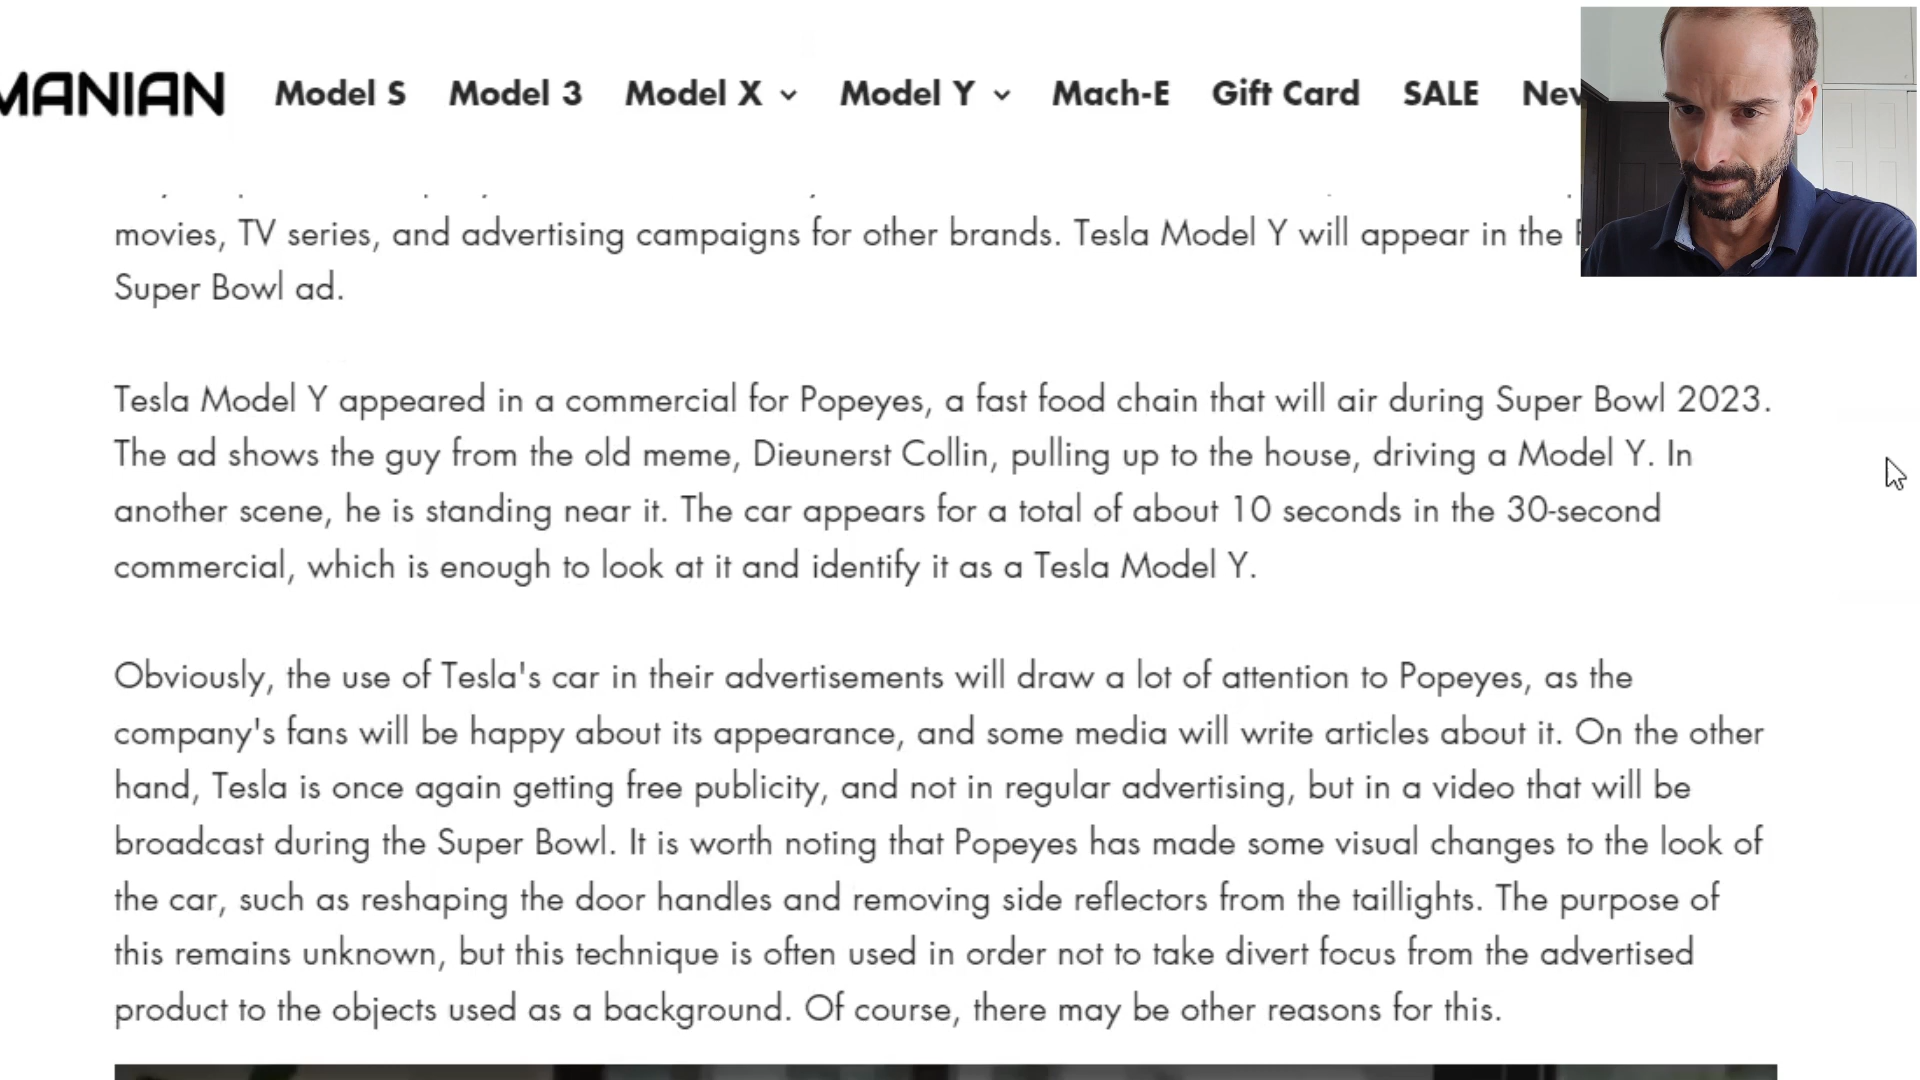 MANIAN Model S Model 3 Model X Model Y Mach-E Gift Card SALE
movies, TV series, and advertising campaigns for other brands. Tesla Model Y will appear in the
Super Bowl ad.
Tesla Model Y appeared in a commercial for Popeyes, a fast food chain that will air during Super Bowl 2023.
The ad shows the guy from the old meme, Dieunerst Collin, pulling up to the house, driving a Model Y. In
another scene, he is standing near it. The car appears for a total of about 10 seconds in the 30-second
commercial, which is enough to look at it and identify it as a Tesla Model Y.
Obviously, the use of Tesla's car in their advertisements will draw a lot of attention to Popeyes, as the
company's fans will be happy about its appearance, and some media will write articles about it. On the other
hand, Tesla is once again getting free publicity, and not in regular advertising, but in a video that will be
broadcast during the Super Bowl. It is worth noting that Popeyes has made some visual changes to the look of
the car, such as reshaping the door handles and removing side reflectors from the taillights. The purpose of
this remains unknown, but this technique is often used in order not to take divert focus from the advertised
product to the objects used as a background. Of course, there may be other reasons for this.